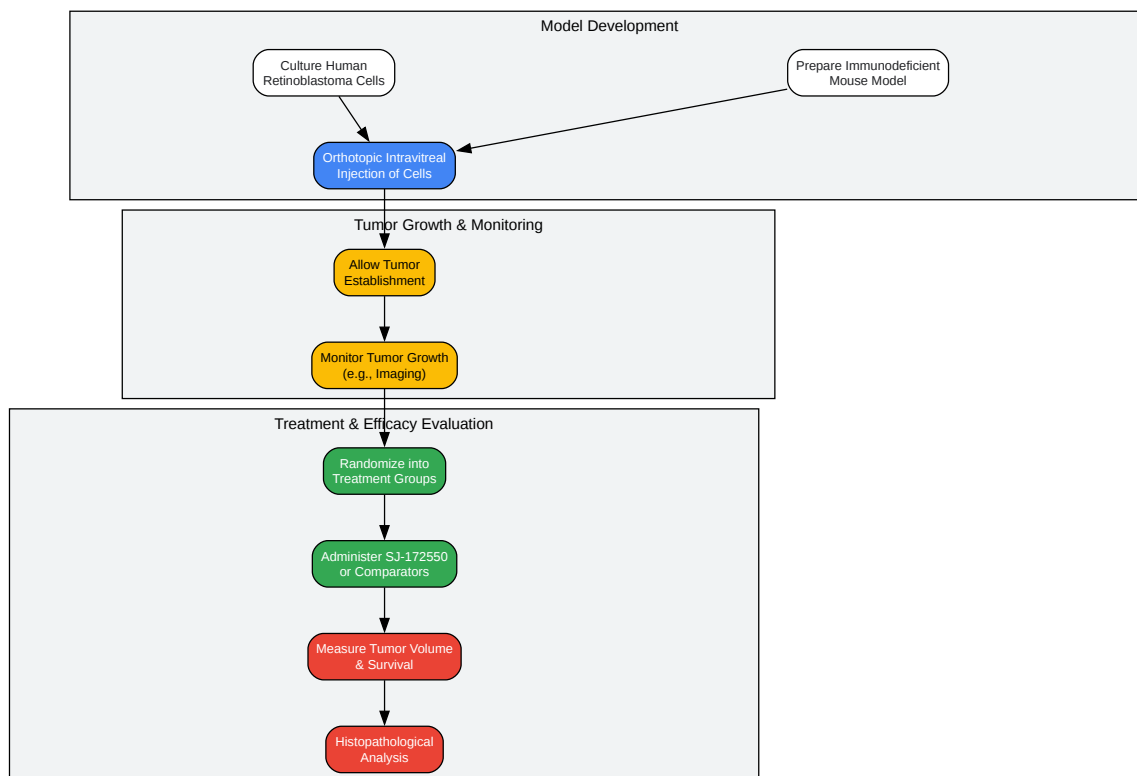 Model Development
Culture Human
Retinoblastoma Cells
Prepare Immunodeficient
Mouse Model
Orthotopic Intravitreal
Injection of Cells
Tumor Growth & Monitoring
Allow Tumor
Establishment
Monitor Tumor Growth
(e.g., Imaging)
Treatment & Efficacy Evaluation
Randomize into
Treatment Groups
Administer SJ-172550
or Comparators
Measure Tumor Volume
& Survival
Histopathological
Analysis